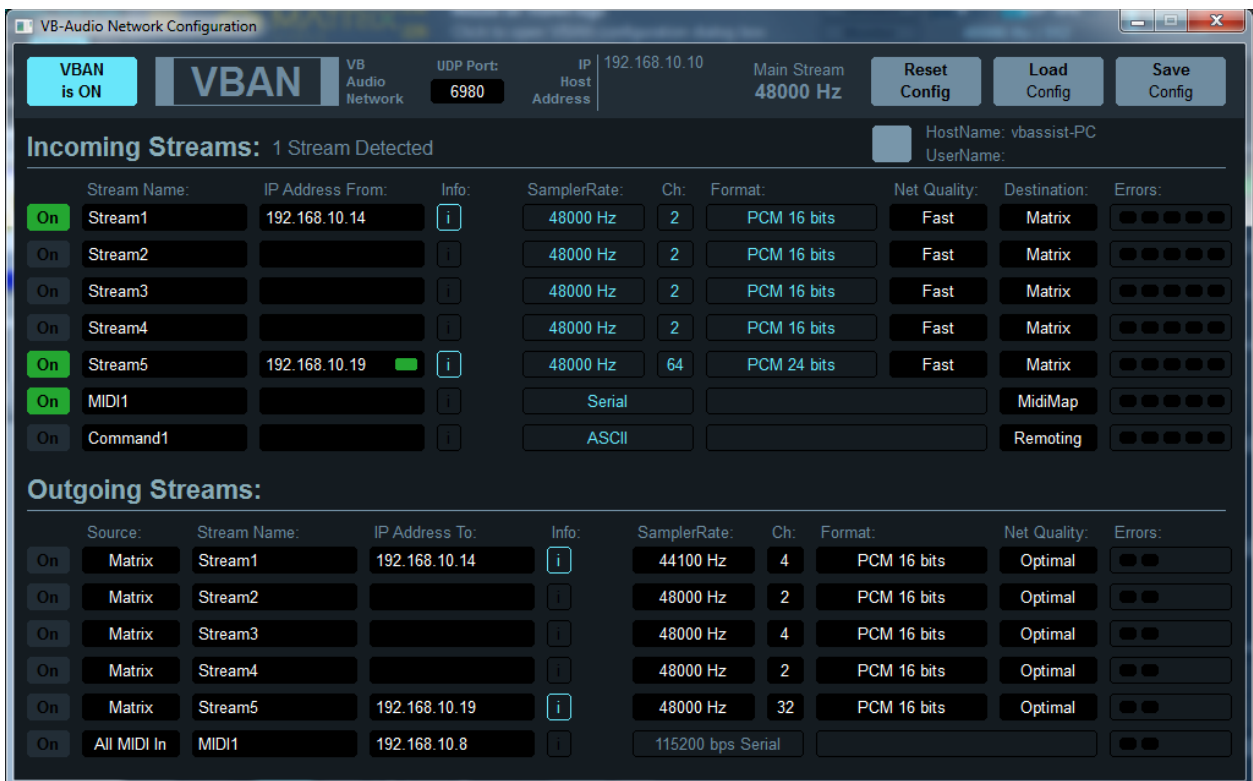 VB-Audio Network Configuration
VBAN is ON
VBAN
VB Audio Network
UDP Port: 6980
IP Host Address 192.168.10.10
Main Stream 48000 Hz
Reset Config
Load Config
Save Config
Incoming Streams: 1 Stream Detected
HostName: vbassist-PC
UserName:
Stream Name: IP Address From: Info: SamplerRate: Ch: Format: Net Quality: Destination: Errors:
On Stream1 192.168.10.14 i 48000 Hz 2 PCM 16 bits Fast Matrix
On Stream2 i 48000 Hz 2 PCM 16 bits Fast Matrix
On Stream3 i 48000 Hz 2 PCM 16 bits Fast Matrix
On Stream4 i 48000 Hz 2 PCM 16 bits Fast Matrix
On Stream5 192.168.10.19 i 48000 Hz 64 PCM 24 bits Fast Matrix
On MIDI1 i Serial MidiMap
On Command1 i ASCII Remoting
Outgoing Streams:
Source: Stream Name: IP Address To: Info: SamplerRate: Ch: Format: Net Quality: Errors:
On Matrix Stream1 192.168.10.14 i 44100 Hz 4 PCM 16 bits Optimal
On Matrix Stream2 i 48000 Hz 2 PCM 16 bits Optimal
On Matrix Stream3 i 48000 Hz 4 PCM 16 bits Optimal
On Matrix Stream4 i 48000 Hz 2 PCM 16 bits Optimal
On Matrix Stream5 192.168.10.19 i 48000 Hz 32 PCM 16 bits Optimal
On All MIDI In MIDI1 192.168.10.8 i 115200 bps Serial